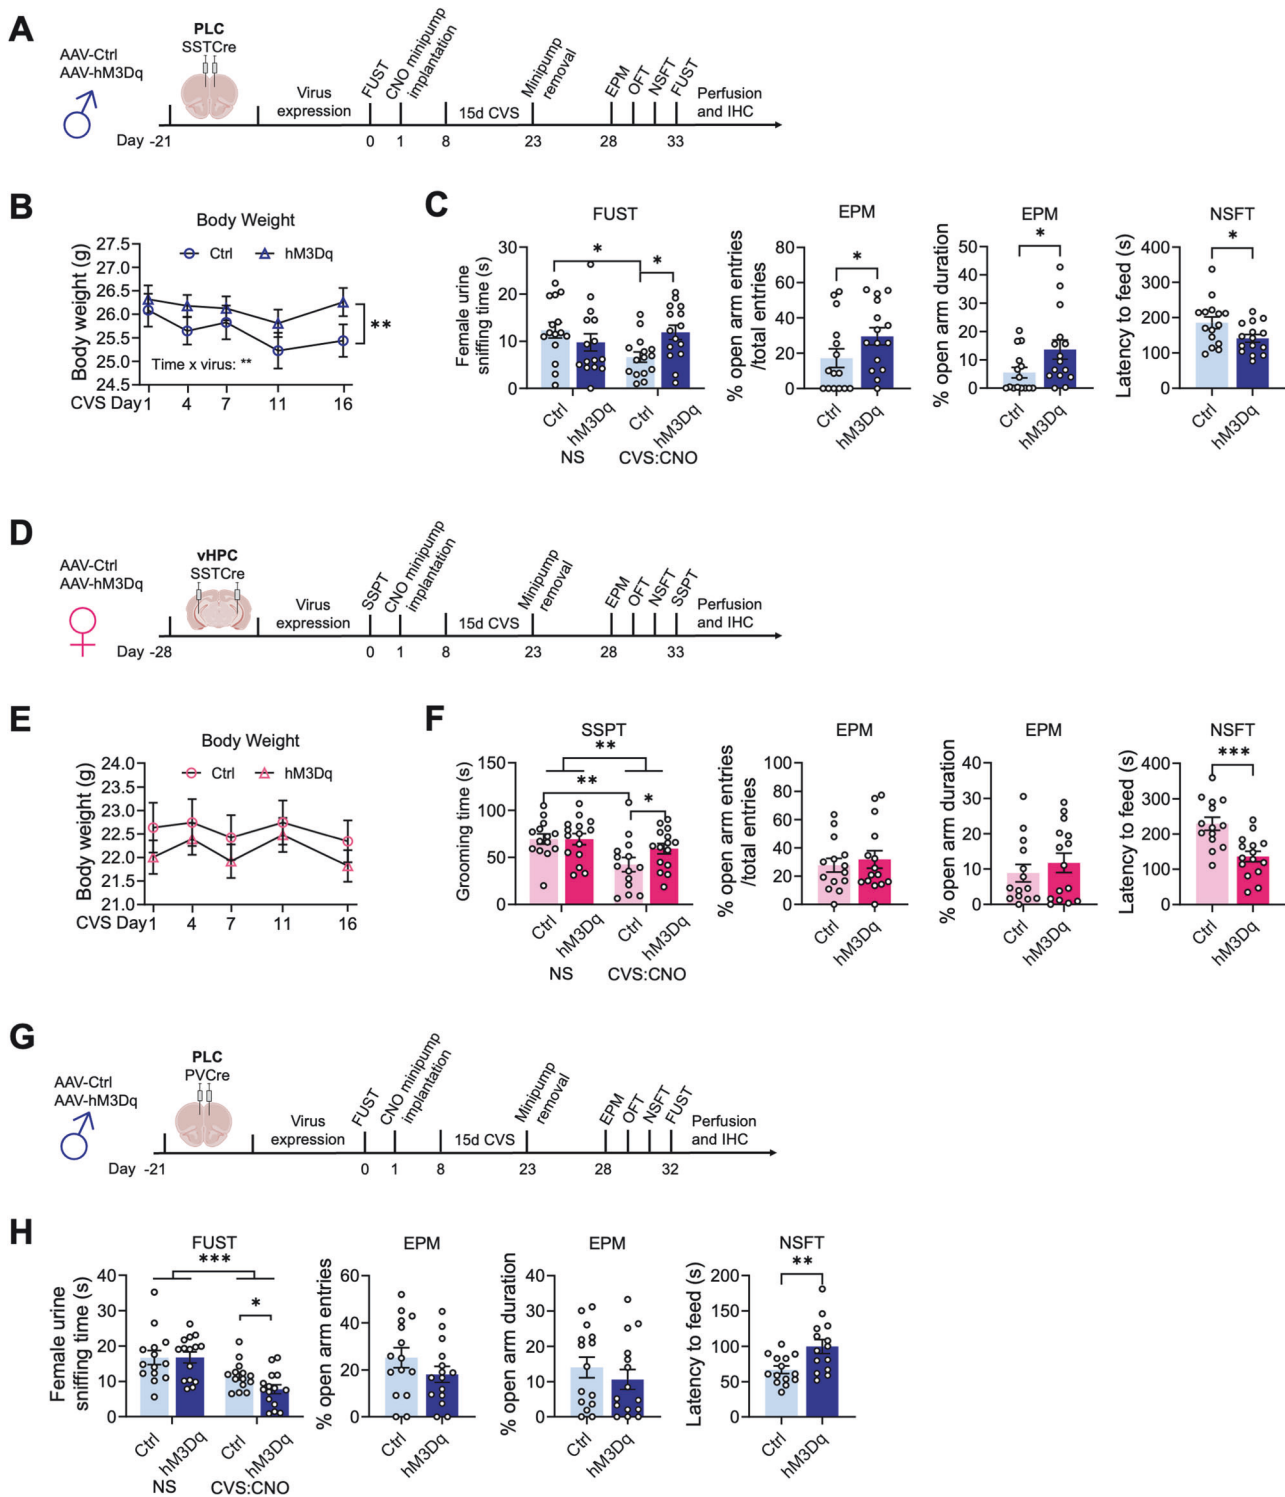 A
AAV-Ctrl
AAV-hM3Dq
PLC
SSTCre
Virus
expression
FUST
CNO minipump
implantation
15d CVS
Minipump
removal
EPM
OFT
NSFT
FUST
Perfusion
and IHC
Day -21
0
1
8
23
28
33
B
Body Weight
Ctrl
hM3Dq
Body weight (g)
27.5
27.0
26.5
26.0
25.5
25.0
24.5
**
Time x virus: **
CVS Day 1 4 7 11 16
C
FUST
Female urine
sniffing time (s)
30
20
10
0
*
*
Ctrl
hM3Dq
Ctrl
hM3Dq
NS
CVS:CNO
EPM
% open arm entries
/total entries
80
60
40
20
0
*
Ctrl
hM3Dq
EPM
% open arm duration
50
40
30
20
10
0
*
Ctrl
hM3Dq
NSFT
Latency to feed (s)
400
300
200
100
0
*
Ctrl
hM3Dq
D
AAV-Ctrl
AAV-hM3Dq
vHPC
SSTCre
Virus
expression
SSPT
CNO minipump
implantation
15d CVS
Minipump
removal
EPM
OFT
NSFT
SSPT
Perfusion
and IHC
Day -28
0
1
8
23
28
33
E
Body Weight
Ctrl
hM3Dq
Body weight (g)
24.0
23.5
23.0
22.5
22.0
21.5
21.0
CVS Day 1 4 7 11 16
F
SSPT
Grooming time (s)
150
100
50
0
**
**
*
Ctrl
hM3Dq
Ctrl
hM3Dq
NS
CVS:CNO
EPM
% open arm entries
/total entries
100
80
60
40
20
0
Ctrl
hM3Dq
EPM
% open arm duration
40
20
0
Ctrl
hM3Dq
NSFT
Latency to feed (s)
400
300
200
100
0
***
Ctrl
hM3Dq
G
AAV-Ctrl
AAV-hM3Dq
PLC
PVCre
Virus
expression
FUST
CNO minipump
implantation
15d CVS
Minipump
removal
EPM
OFT
NSFT
FUST
Perfusion
and IHC
Day -21
0
1
8
23
28
32
H
FUST
Female urine
sniffing time (s)
40
30
20
10
0
***
*
Ctrl
hM3Dq
Ctrl
hM3Dq
NS
CVS:CNO
EPM
% open arm entries
60
40
20
0
Ctrl
hM3Dq
EPM
% open arm duration
40
30
20
10
0
Ctrl
hM3Dq
NSFT
Latency to feed (s)
200
150
100
50
0
**
Ctrl
hM3Dq